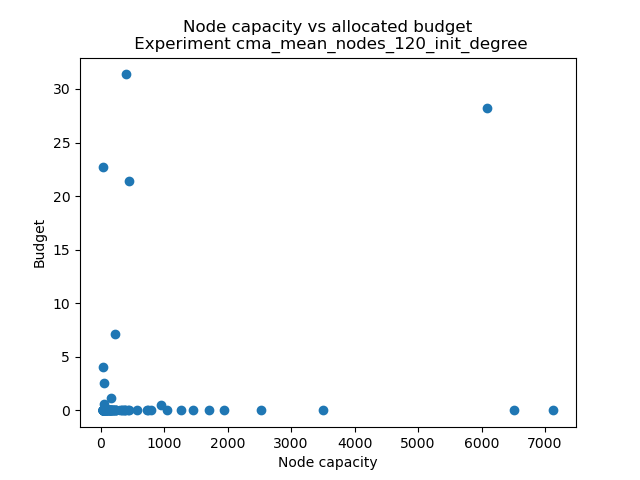 Node capacity vs allocated budget
Experiment cma_mean_nodes_120_init_degree
30
25
20
15
10
5
0
Budget
0 1000 2000 3000 4000 5000 6000 7000
Node capacity